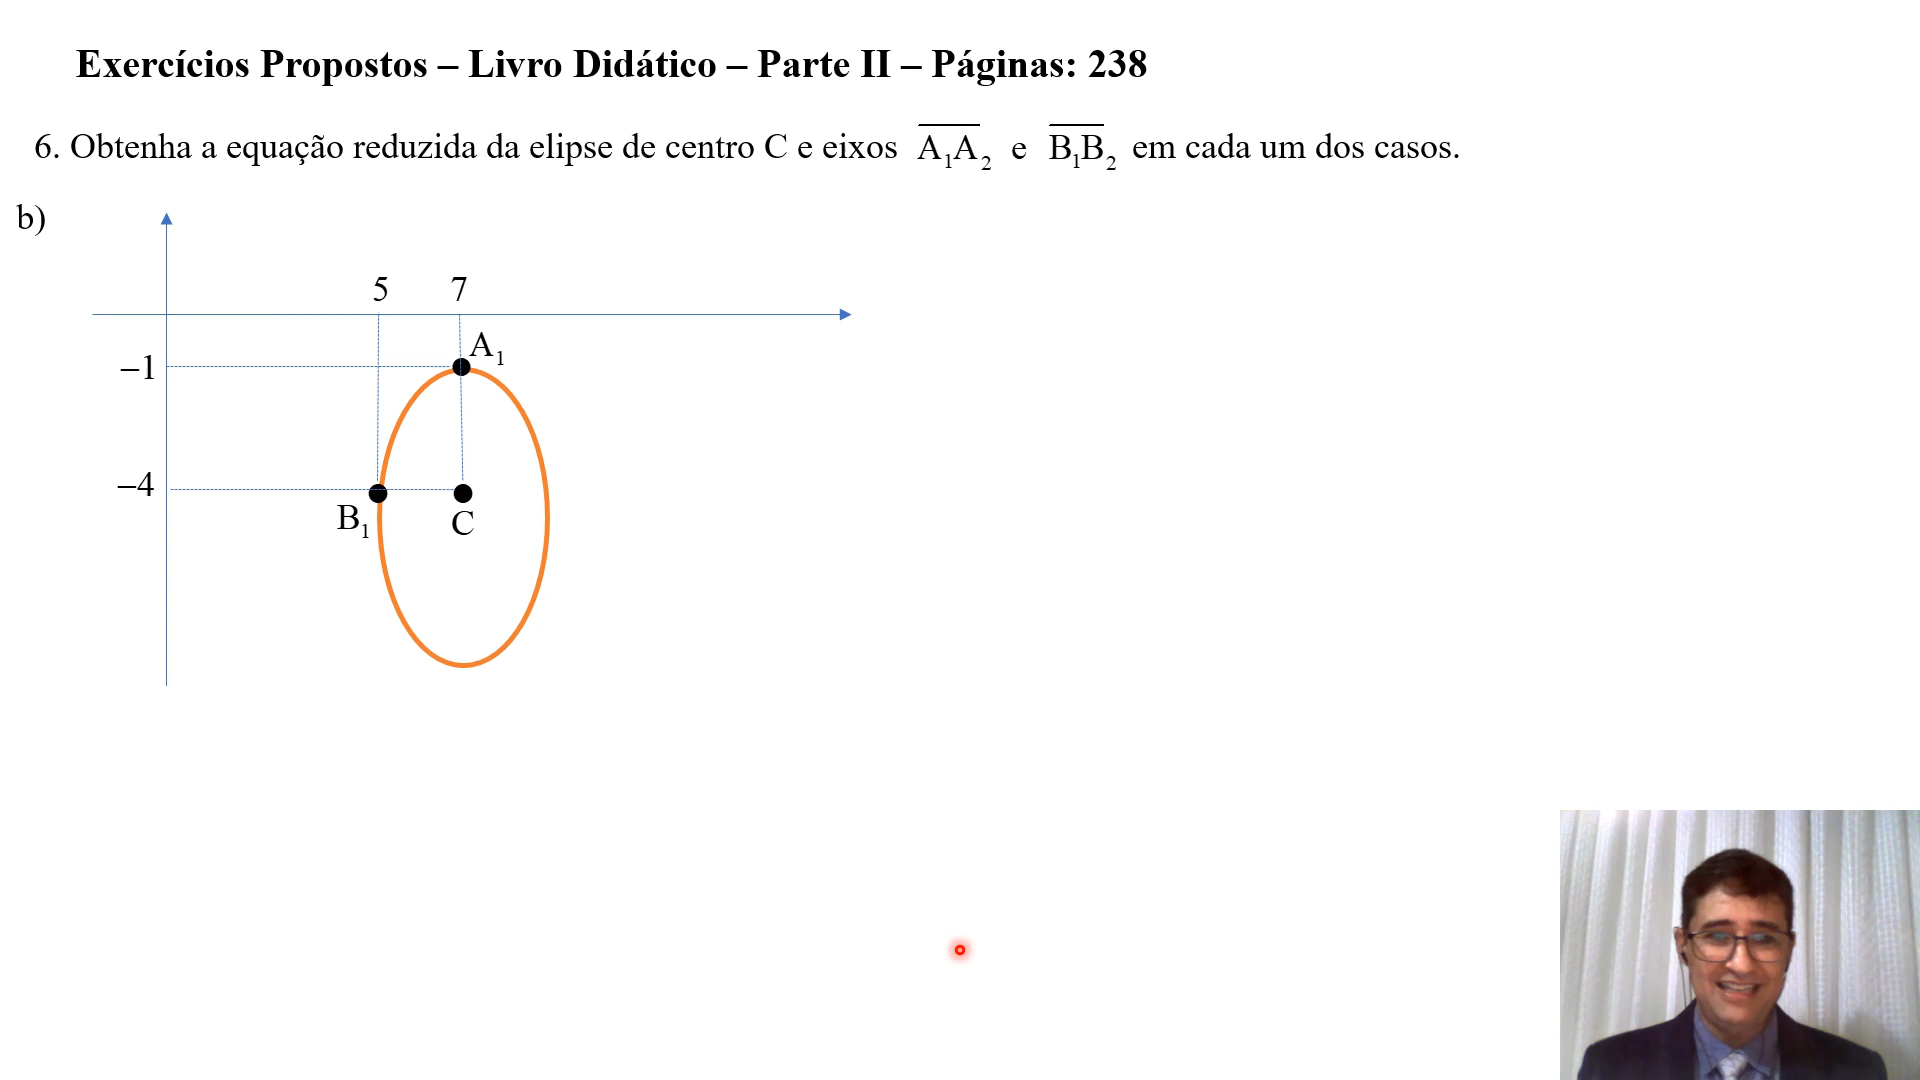 Exercícios Propostos – Livro Didático – Parte II – Páginas: 238
6. Obtenha a equação reduzida da elipse de centro C e eixos A₁A₂ e B₁B₂ em cada um dos casos.
b)
5 7
A₁
–1
–4
B₁ C